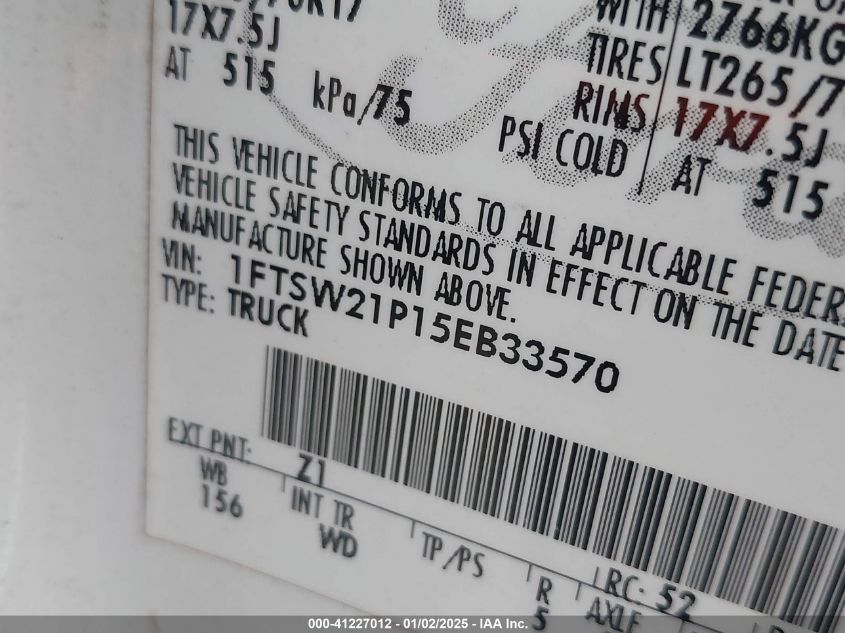 17X7.5J
AT 515 kPa/75
WITH 2766KG
TIRES LT265/7
RIMS 17X7.5J
PSI COLD AT 515
THIS VEHICLE CONFORMS TO ALL APPLICABLE FEDER
VEHICLE SAFETY STANDARDS IN EFFECT ON THE DATE
MANUFACTURE SHOWN ABOVE.
VIN: 1FTSW21P15EB33570
TYPE: TRUCK
EXT PNT: Z1 RC: 52
WB INT TR TP/PS R AXLE
156 WD 5
000-41227012 - 01/02/2025 - IAA Inc.